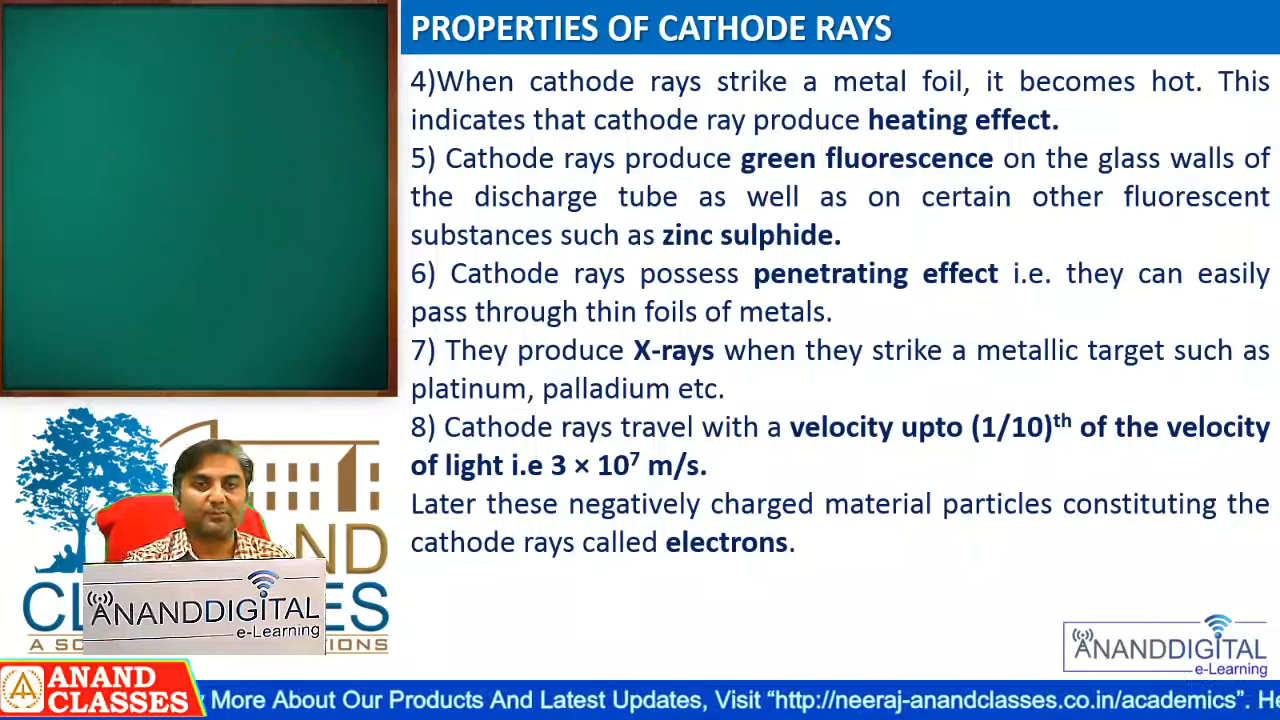 PROPERTIES OF CATHODE RAYS
4)When cathode rays strike a metal foil, it becomes hot. This
indicates that cathode ray produce heating effect.
5) Cathode rays produce green fluorescence on the glass walls of
the discharge tube as well as on certain other fluorescent
substances such as zinc sulphide.
6) Cathode rays possess penetrating effect i.e. they can easily
pass through thin foils of metals.
7) They produce X-rays when they strike a metallic target such as
platinum, palladium etc.
8) Cathode rays travel with a velocity upto (1/10)th of the velocity
of light i.e 3 × 10⁷ m/s.
Later these negatively charged material particles constituting the
cathode rays called electrons.
ANANDDIGITAL
e-Learning
ANANDDIGITAL
e-Learning
ANAND
CLASSES
More About Our Products And Latest Updates, Visit “http://neeraj-anandclasses.co.in/academics”.